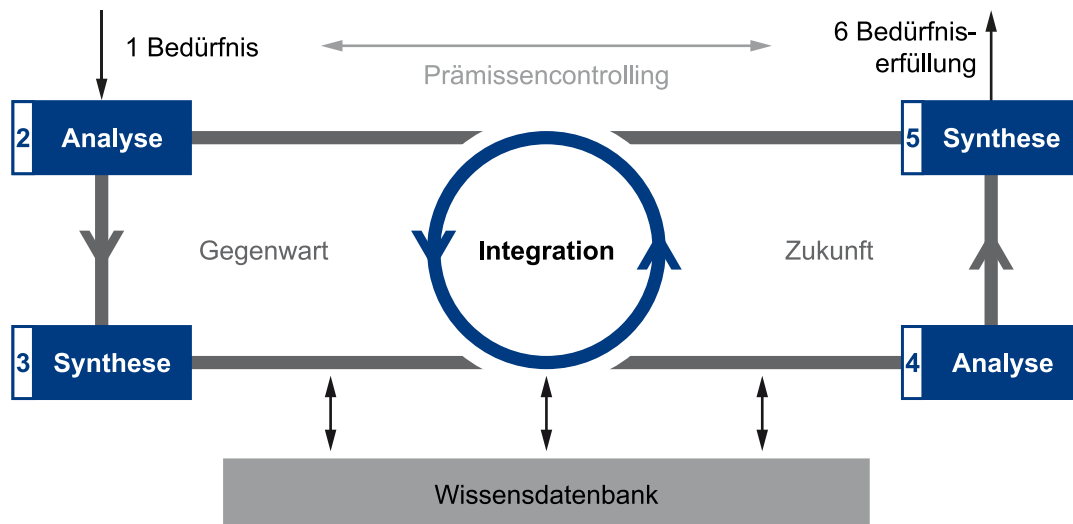 1 Bedürfnis
6 Bedürfnis-
erfüllung
Prämissencontrolling
2 Analyse
5 Synthese
Gegenwart
Integration
Zukunft
3 Synthese
4 Analyse
Wissensdatenbank